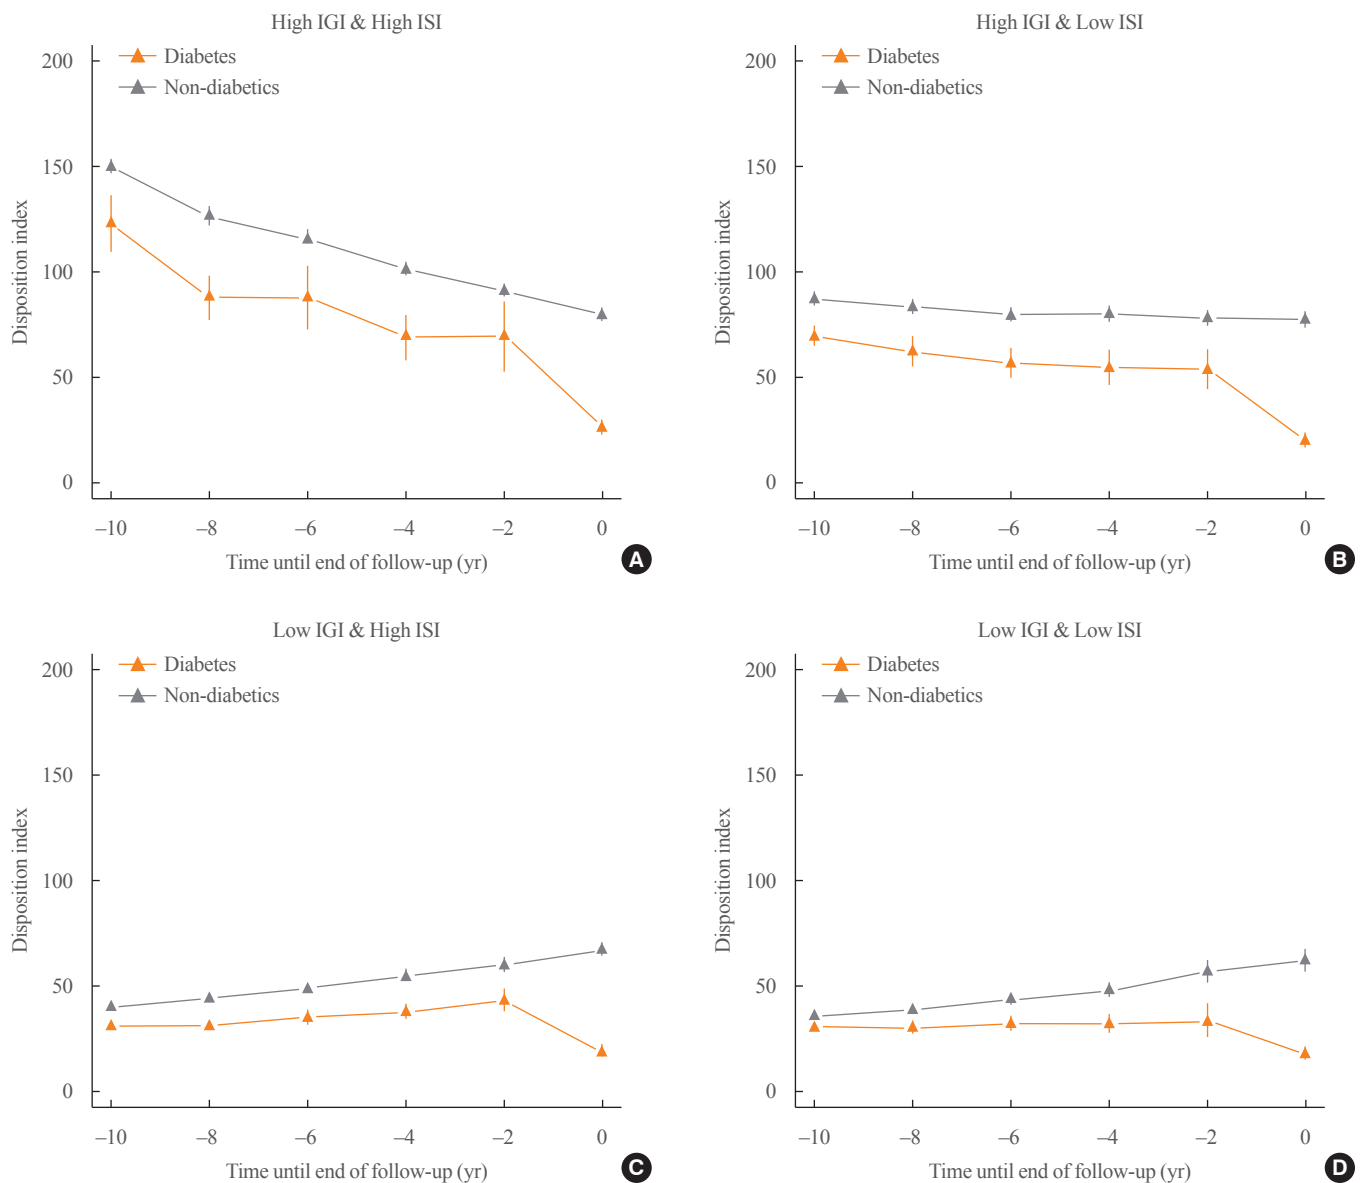 High IGI & High ISI
Diabetes
Non-diabetics
200
150
100
50
0
Disposition index
–10 –8 –6 –4 –2 0
Time until end of follow-up (yr)
A
High IGI & Low ISI
Diabetes
Non-diabetics
200
150
100
50
0
Disposition index
–10 –8 –6 –4 –2 0
Time until end of follow-up (yr)
B
Low IGI & High ISI
Diabetes
Non-diabetics
200
150
100
50
0
Disposition index
–10 –8 –6 –4 –2 0
Time until end of follow-up (yr)
C
Low IGI & Low ISI
Diabetes
Non-diabetics
200
150
100
50
0
Disposition index
–10 –8 –6 –4 –2 0
Time until end of follow-up (yr)
D